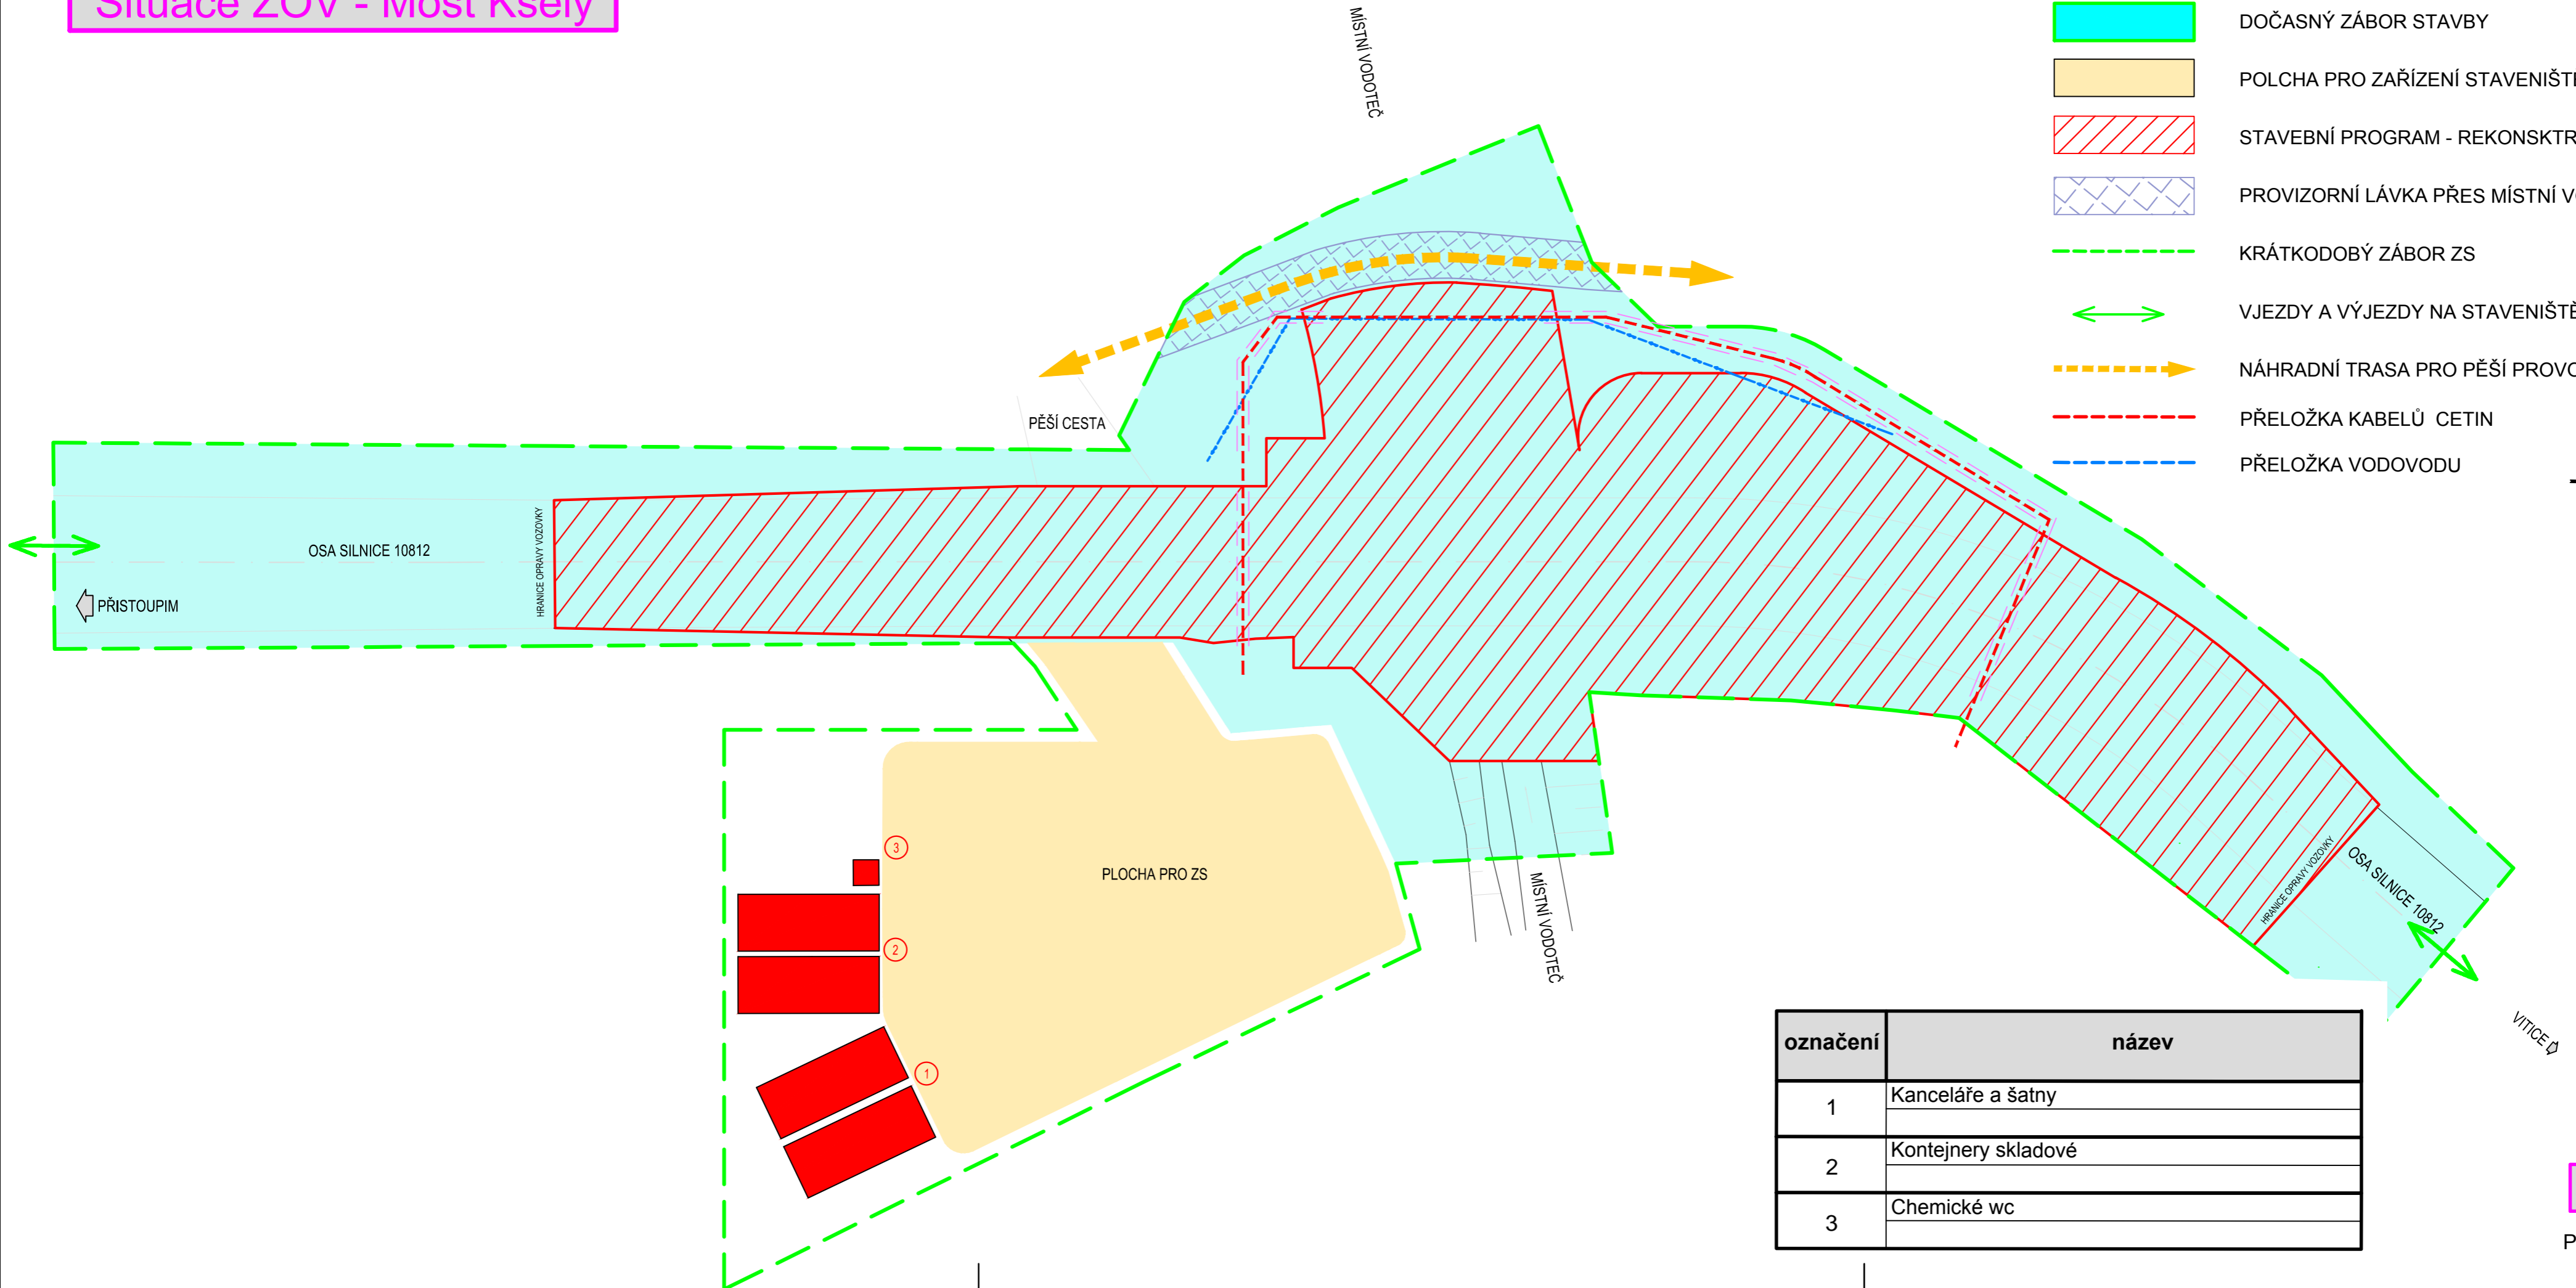 Situace ZOV - Most Kšely
MÍSTNÍ VODOTEČ
DOČASNÝ ZÁBOR STAVBY
POLCHA PRO ZAŘÍZENÍ STAVENIŠTĚ
STAVEBNÍ PROGRAM - REKONSKTR
PROVIZORNÍ LÁVKA PŘES MÍSTNÍ
KRÁTKODOBÝ ZÁBOR ZS
VJEZDY A VÝJEZDY NA STAVENIŠTĚ
NÁHRADNÍ TRASA PRO PĚŠÍ PROVO
PŘELOŽKA KABELŮ CETIN
PŘELOŽKA VODOVODU
PĚŠÍ CESTA
OSA SILNICE 10812
HRANICE OPRAVY VOZOVKY
PŘISTOUPIM
PLOCHA PRO ZS
3
2
1
MÍSTNÍ VODOTEČ
HRANICE OPRAVY VOZOVKY
OSA SILNICE 10812
VITICE
označení název
1 Kanceláře a šatny
2 Kontejnery skladové
3 Chemické wc
P